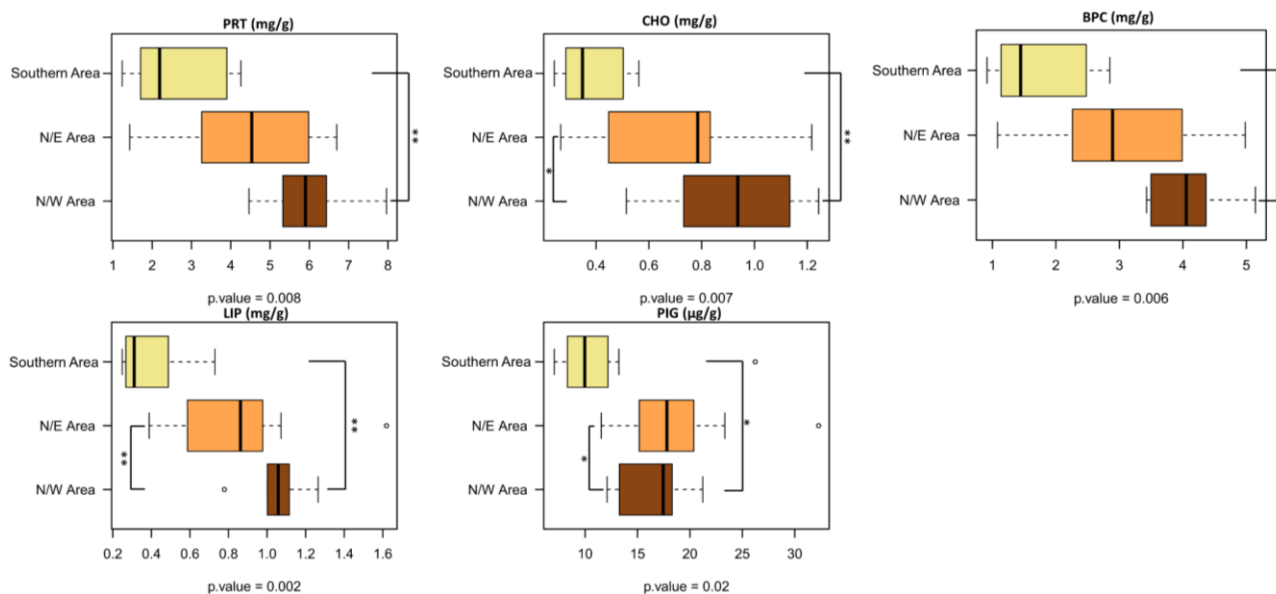 PRT (mg/g)
Southern Area
N/E Area
N/W Area
**
1 2 3 4 5 6 7 8
p.value = 0.008
CHO (mg/g)
Southern Area
N/E Area
N/W Area
*
**
0.4 0.6 0.8 1.0 1.2
p.value = 0.007
BPC (mg/g)
Southern Area
N/E Area
N/W Area
1 2 3 4 5
p.value = 0.006
LIP (mg/g)
Southern Area
N/E Area
N/W Area
**
**
0.2 0.4 0.6 0.8 1.0 1.2 1.4 1.6
p.value = 0.002
PIG (µg/g)
Southern Area
N/E Area
N/W Area
*
*
10 15 20 25 30
p.value = 0.02